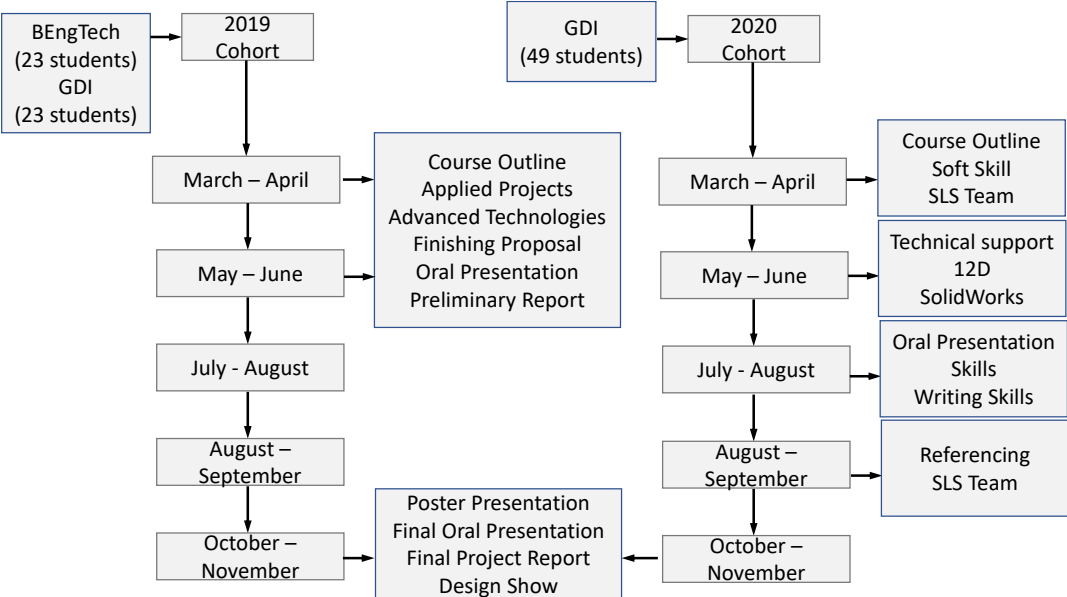 BEngTech
(23 students)
GDI
(23 students)
2019
Cohort
March – April
May – June
July - August
August –
September
October –
November
Course Outline
Applied Projects
Advanced Technologies
Finishing Proposal
Oral Presentation
Preliminary Report
Poster Presentation
Final Oral Presentation
Final Project Report
Design Show
GDI
(49 students)
2020
Cohort
March – April
May – June
July - August
August –
September
October –
November
Course Outline
Soft Skill
SLS Team
Technical support
12D
SolidWorks
Oral Presentation
Skills
Writing Skills
Referencing
SLS Team